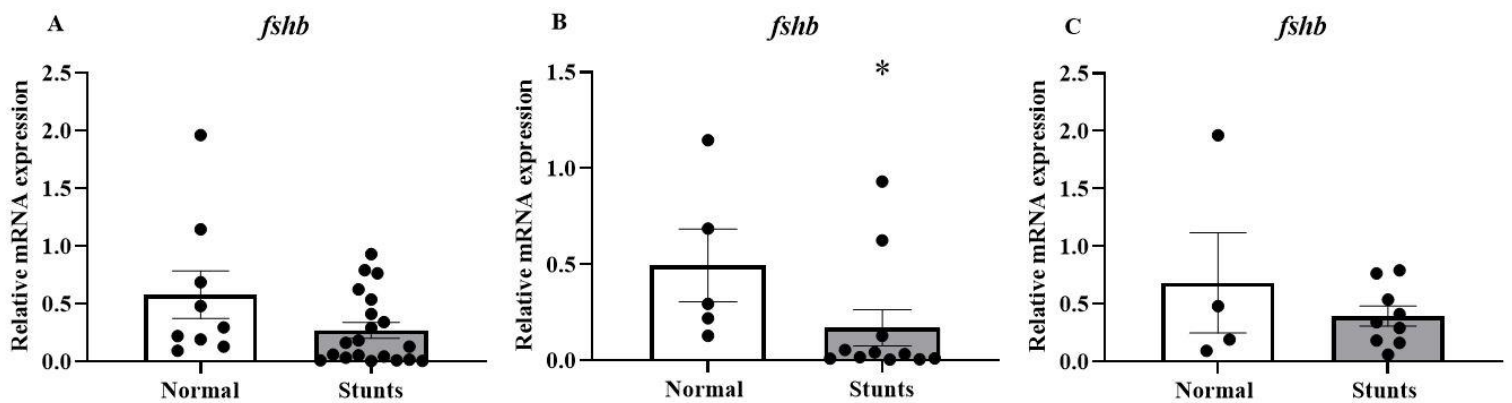 A
fshb
Relative mRNA expression
2.5
2.0
1.5
1.0
0.5
0.0
Normal
Stunts
B
fshb
*
Relative mRNA expression
1.5
1.0
0.5
0.0
Normal
Stunts
C
fshb
Relative mRNA expression
2.5
2.0
1.5
1.0
0.5
0.0
Normal
Stunts